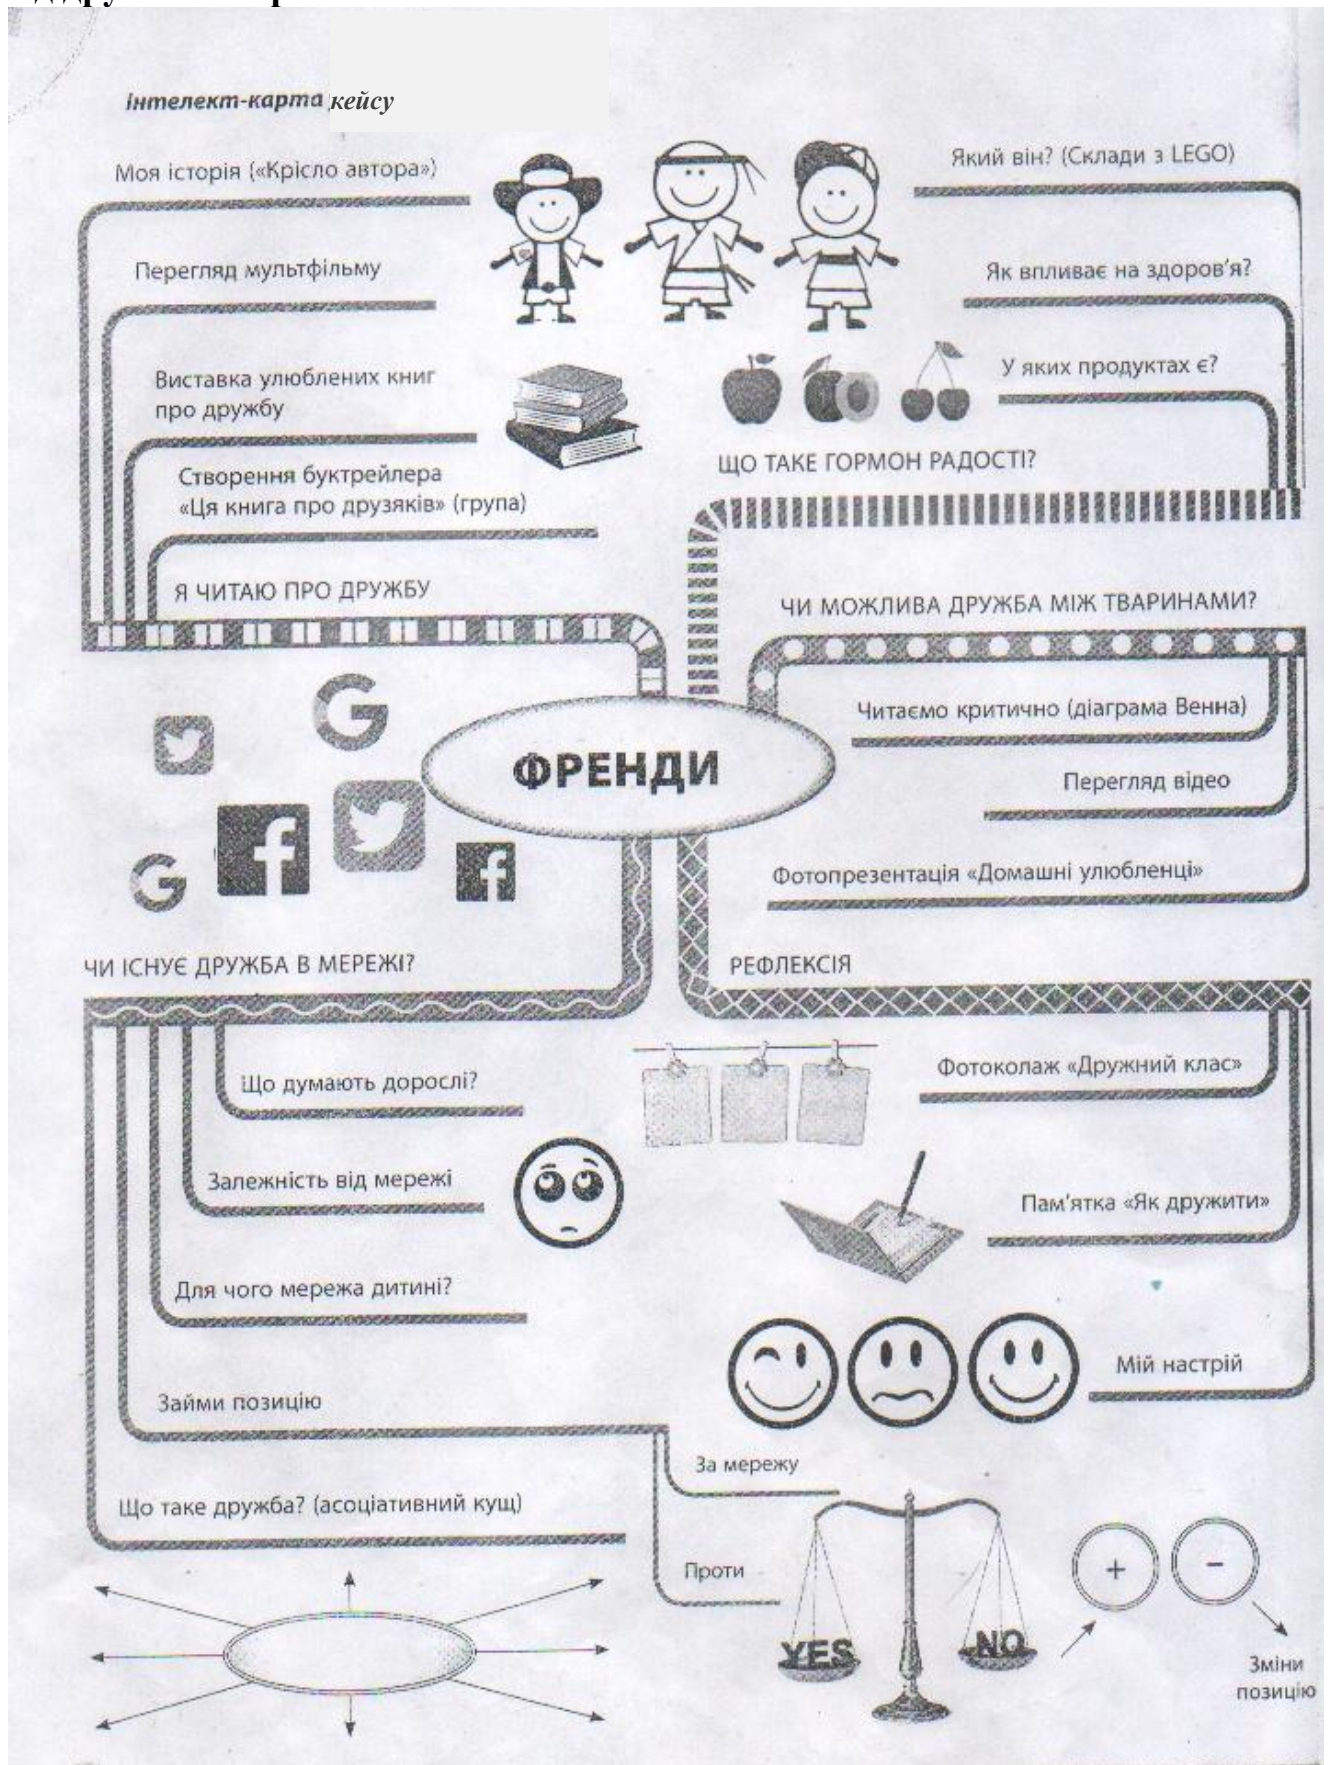 інтелект-карта кейсу
Моя історія («Крісло автора»)
Перегляд мультфільму
Виставка улюблених книг
про дружбу
Створення буктрейлера
«Ця книга про друзяків» (група)
Я ЧИТАЮ ПРО ДРУЖБУ
Який він? (Склади з LEGO)
Як впливає на здоров'я?
У яких продуктах є?
ЩО ТАКЕ ГОРМОН РАДОСТІ?
ЧИ МОЖЛИВА ДРУЖБА МІЖ ТВАРИНАМИ?
Читаємо критично (діаграма Венна)
Перегляд відео
Фотопрезентація «Домашні улюбленці»
ФРЕНДИ
ЧИ ІСНУЄ ДРУЖБА В МЕРЕЖІ?
Що думають дорослі?
Залежність від мережі
Для чого мережа дитині?
Займи позицію
За мережу
Проти
Що таке дружба? (асоціативний кущ)
РЕФЛЕКСІЯ
Фотоколаж «Дружний клас»
Пам'ятка «Як дружити»
Мій настрій
YES
NO
+
−
Зміни
позицію